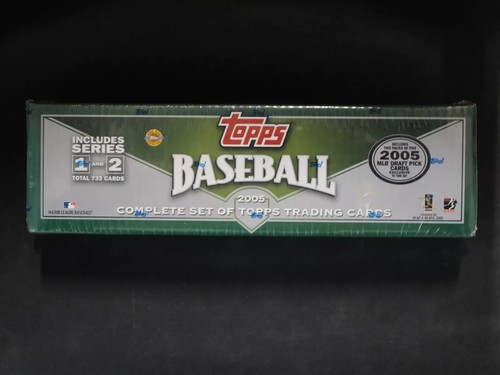 INCLUDES
SERIES
1 AND 2
TOTAL 733 CARDS
Topps
BASEBALL
2005
COMPLETE SET OF TOPPS TRADING CARDS
2005
MLB DRAFT PICK
CARDS